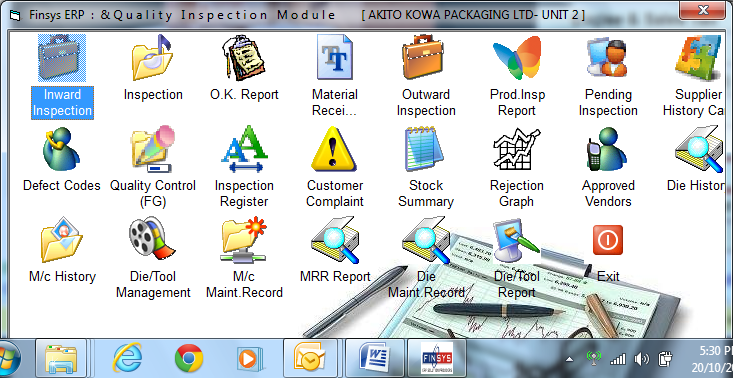 Finsys ERP : & Quality Inspection Module [ AKITO KOWA PACKAGING LTD- UNIT 2 ]
Inward Inspection
Inspection
O.K. Report
Material Recei...
Outward Inspection
Prod.Insp Report
Pending Inspection
Supplier History Ca
Defect Codes
Quality Control (FG)
Inspection Register
Customer Complaint
Stock Summary
Rejection Graph
Approved Vendors
Die Histor
M/c History
Die/Tool Management
M/c Maint.Record
MRR Report
Die Maint.Record
Die/Tool Report
Exit
FINSYS
5:30 P
20/10/20